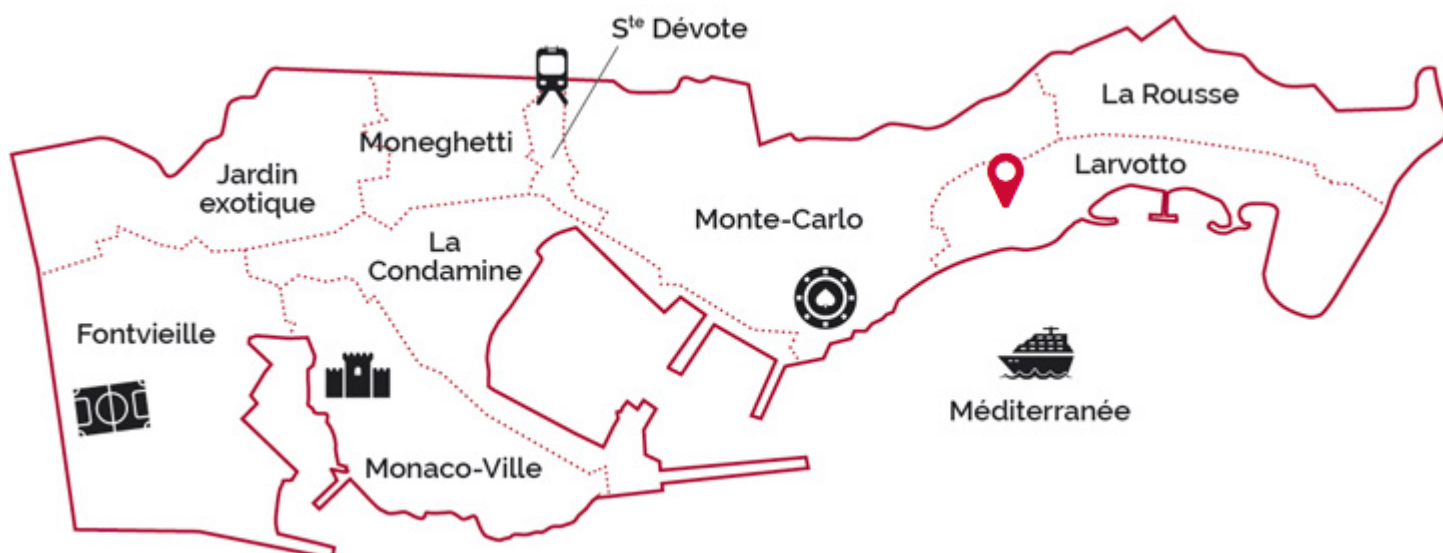 Sᵗᵉ Dévote
La Rousse
Moneghetti
Larvotto
Jardin
exotique
Monte-Carlo
La
Condamine
Fontvieille
Méditerranée
Monaco-Ville